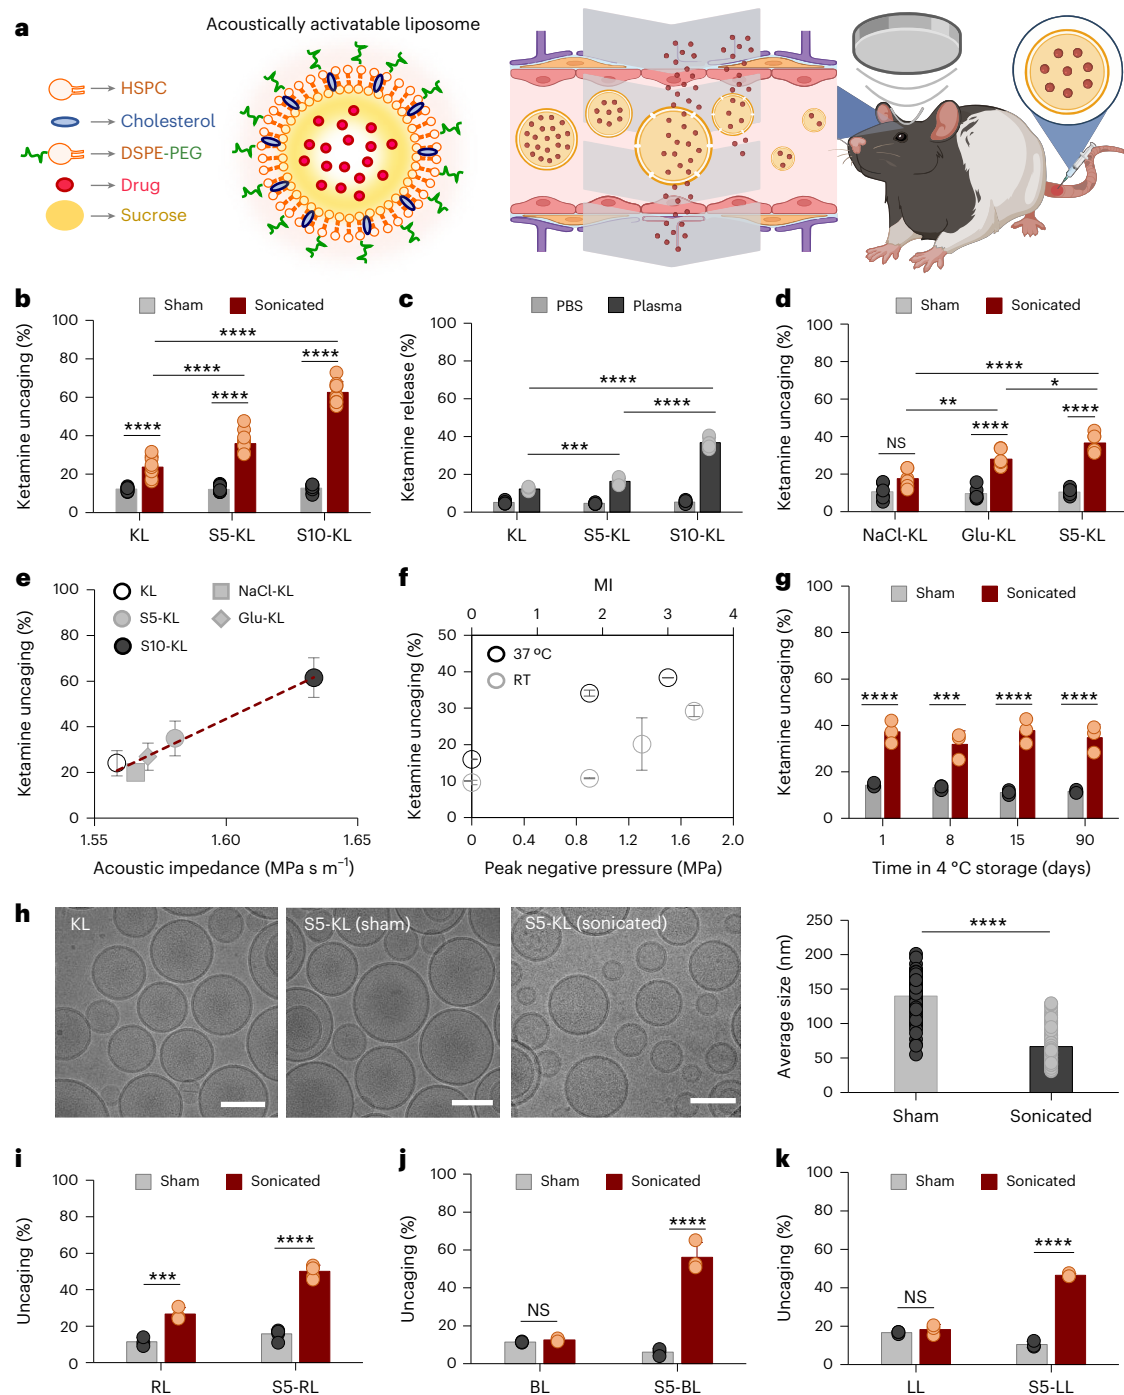 a
Acoustically activatable liposome
HSPC
Cholesterol
DSPE-PEG
Drug
Sucrose
b
Sham
Sonicated
Ketamine uncaging (%)
100
80
60
40
20
0
****
****
****
****
****
KL
S5-KL
S10-KL
c
PBS
Plasma
Ketamine release (%)
100
80
60
40
20
0
****
****
***
KL
S5-KL
S10-KL
d
Sham
Sonicated
Ketamine uncaging (%)
100
80
60
40
20
0
****
*
**
****
****
NS
NaCl-KL
Glu-KL
S5-KL
e
Ketamine uncaging (%)
100
80
60
40
20
0
KL
NaCl-KL
S5-KL
Glu-KL
S10-KL
1.55
1.60
1.65
Acoustic impedance (MPa s m⁻¹)
f
MI
0
1
2
3
4
Ketamine uncaging (%)
50
40
30
20
10
0
37 ºC
RT
0
0.4
0.8
1.2
1.6
2.0
Peak negative pressure (MPa)
g
Sham
Sonicated
Ketamine uncaging (%)
100
80
60
40
20
0
****
***
****
****
1
8
15
90
Time in 4 °C storage (days)
h
KL
S5-KL (sham)
S5-KL (sonicated)
Average size (nm)
250
200
150
100
50
0
****
Sham
Sonicated
i
Sham
Sonicated
Uncaging (%)
100
80
60
40
20
0
***
****
RL
S5-RL
j
Sham
Sonicated
Uncaging (%)
100
80
60
40
20
0
NS
****
BL
S5-BL
k
Sham
Sonicated
Uncaging (%)
100
80
60
40
20
0
NS
****
LL
S5-LL